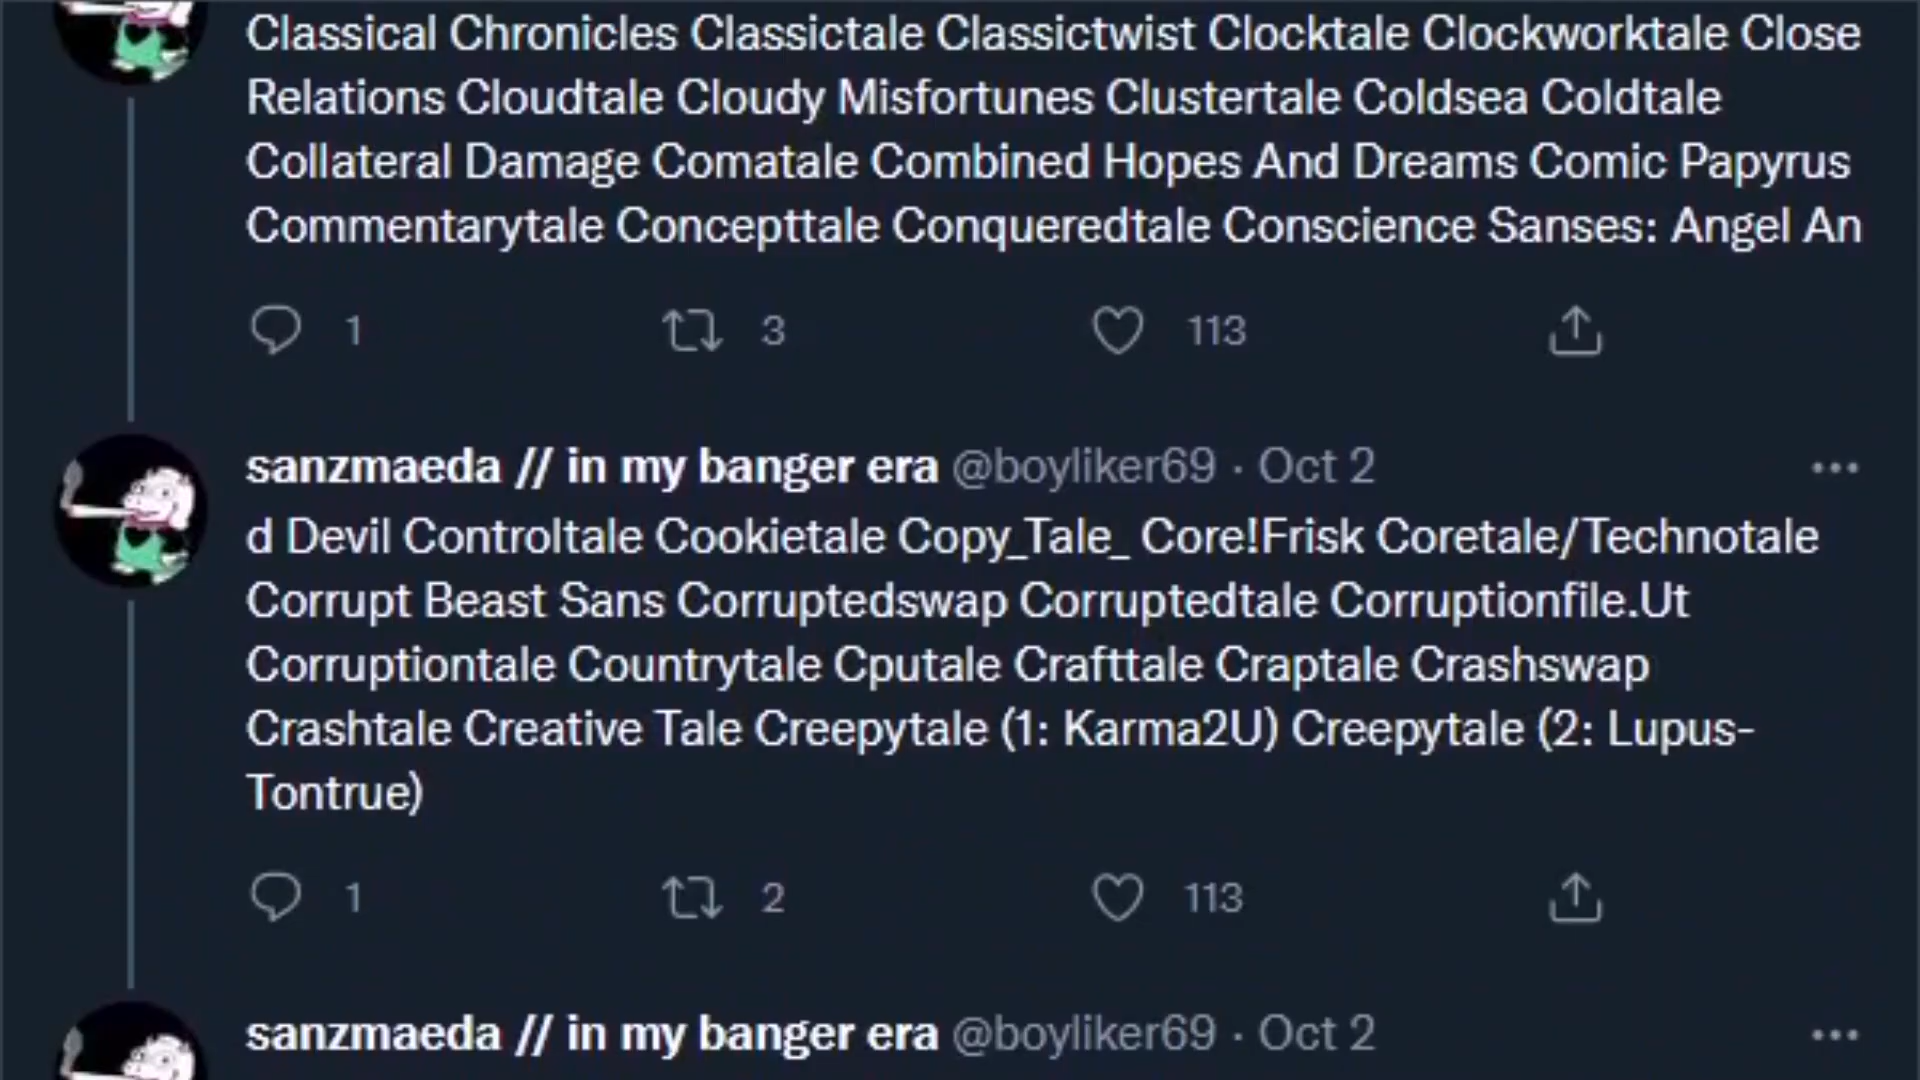 Classical Chronicles Classictale Classictwist Clocktale Clockworktale Close
Relations Cloudtale Cloudy Misfortunes Clustertale Coldsea Coldtale
Collateral Damage Comatale Combined Hopes And Dreams Comic Papyrus
Commentarytale Concepttale Conqueredtale Conscience Sanses: Angel An
1 3 113
sanzmaeda // in my banger era @boyliker69 · Oct 2
d Devil Controltale Cookietale Copy_Tale_ Core!Frisk Coretale/Technotale
Corrupt Beast Sans Corruptedswap Corruptedtale Corruptionfile.Ut
Corruptiontale Countrytale Cputale Crafttale Craptale Crashswap
Crashtale Creative Tale Creepytale (1: Karma2U) Creepytale (2: Lupus-
Tontrue)
1 2 113
sanzmaeda // in my banger era @boyliker69 · Oct 2